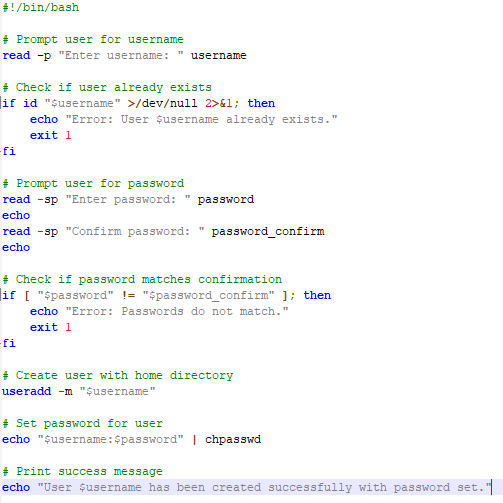 #!/bin/bash
# Prompt user for username
read -p "Enter username: " username
# Check if user already exists
if id "$username" >/dev/null 2>&1; then
    echo "Error: User $username already exists."
    exit 1
fi
# Prompt user for password
read -sp "Enter password: " password
echo
read -sp "Confirm password: " password_confirm
echo
# Check if password matches confirmation
if [ "$password" != "$password_confirm" ]; then
    echo "Error: Passwords do not match."
    exit 1
fi
# Create user with home directory
useradd -m "$username"
# Set password for user
echo "$username:$password" | chpasswd
# Print success message
echo "User $username has been created successfully with password set."